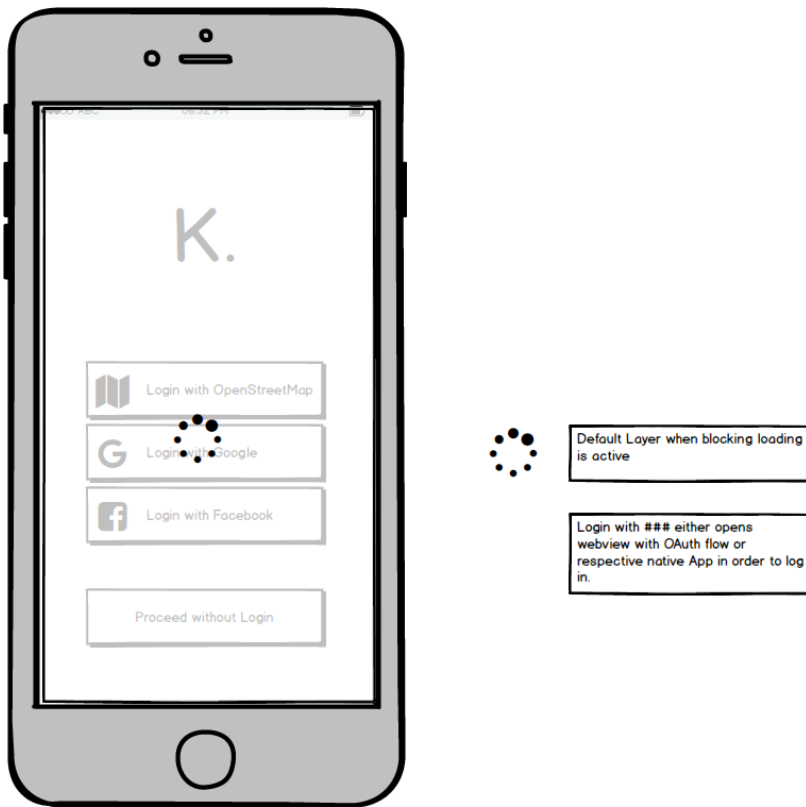 K.
Login with OpenStreetMap
Login with Google
Login with Facebook
Proceed without Login
Default Layer when blocking loading
is active
Login with ### either opens
webview with OAuth flow or
respective native App in order to log
in.